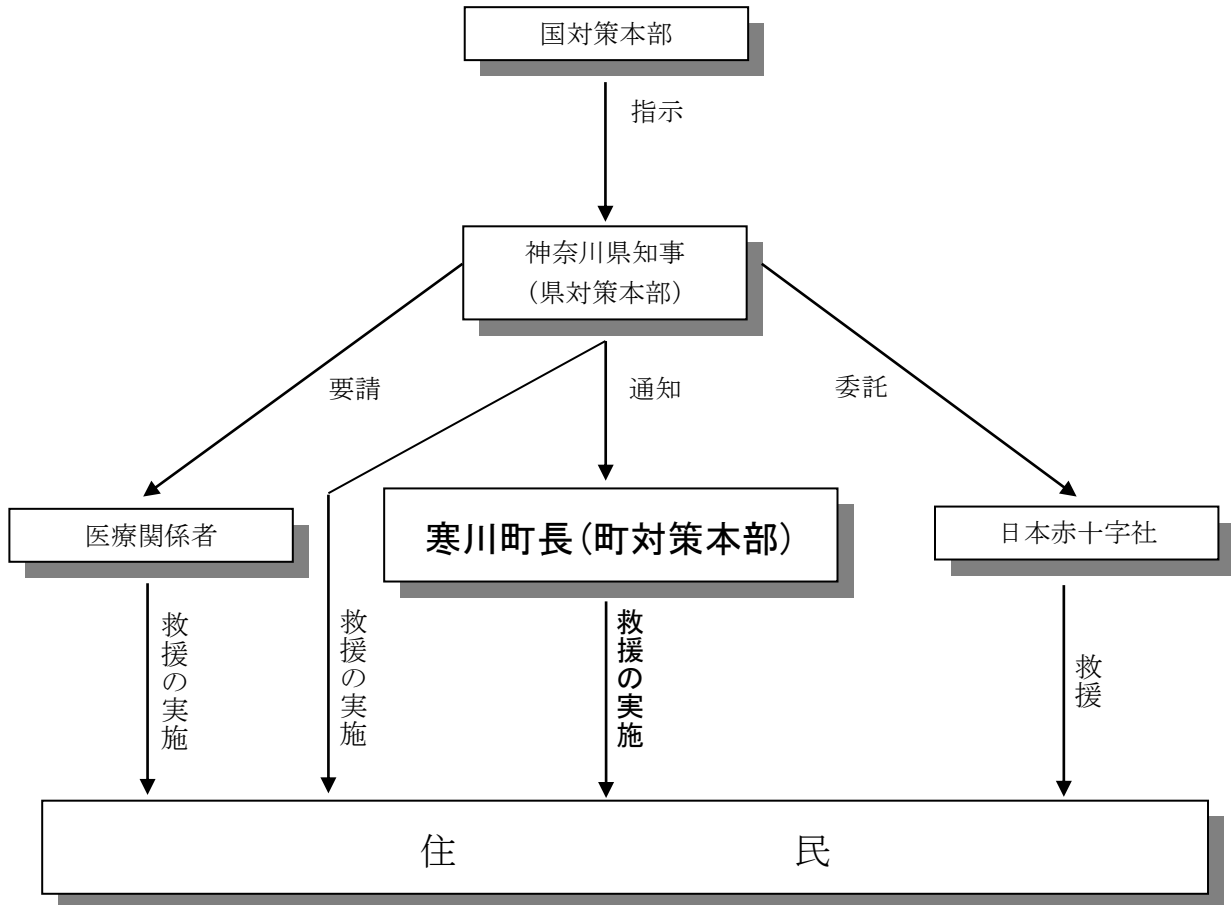 国対策本部
指示
神奈川県知事
（県対策本部）
要請
通知
委託
医療関係者
寒川町長（町対策本部）
日本赤十字社
救援の実施
救援の実施
救援の実施
救援
住民